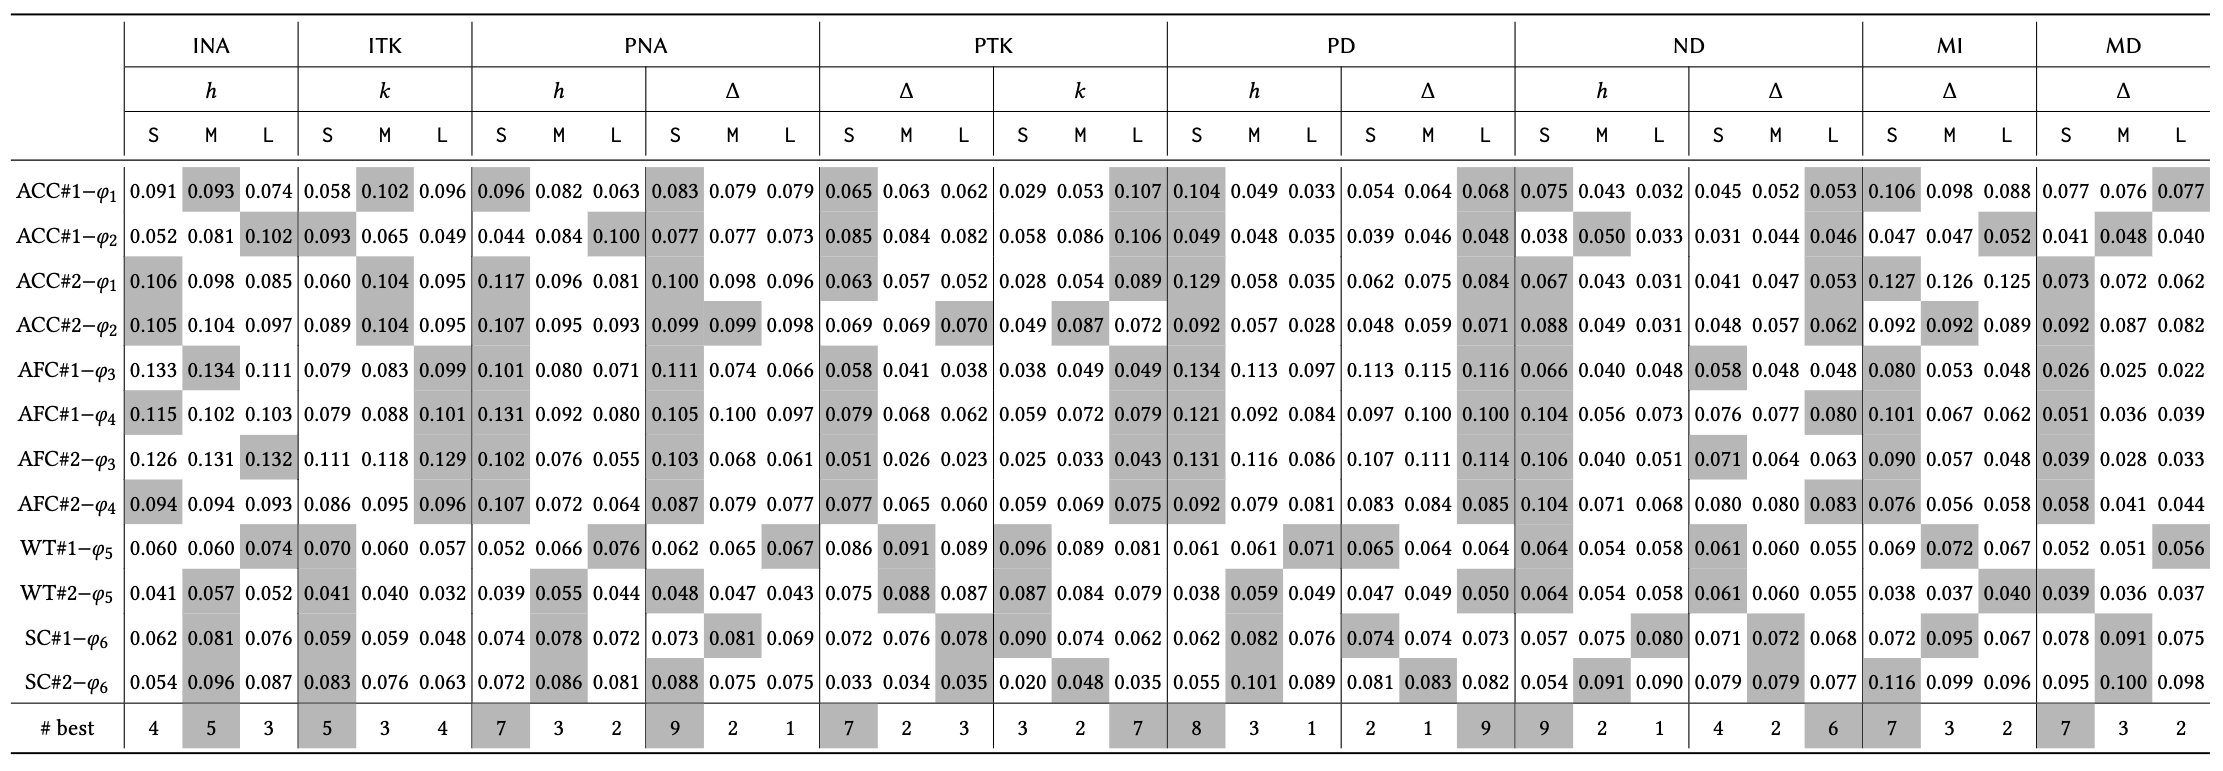 INA ITK PNA PTK PD ND MI MD
h k h Δ Δ k h Δ h Δ Δ Δ
S M L S M L S M L S M L S M L S M L S M L S M L S M L S M L S M L S M L
ACC#1–φ1 0.091 0.093 0.074 0.058 0.102 0.096 0.096 0.082 0.063 0.083 0.079 0.079 0.065 0.063 0.062 0.029 0.053 0.107 0.104 0.049 0.033 0.054 0.064 0.068 0.075 0.043 0.032 0.045 0.052 0.053 0.106 0.098 0.088 0.077 0.076 0.077
ACC#1–φ2 0.052 0.081 0.102 0.093 0.065 0.049 0.044 0.084 0.100 0.077 0.077 0.073 0.085 0.084 0.082 0.058 0.086 0.106 0.049 0.048 0.035 0.039 0.046 0.048 0.038 0.050 0.033 0.031 0.044 0.046 0.047 0.047 0.052 0.041 0.048 0.040
ACC#2–φ1 0.106 0.098 0.085 0.060 0.104 0.095 0.117 0.096 0.081 0.100 0.098 0.096 0.063 0.057 0.052 0.028 0.054 0.089 0.129 0.058 0.035 0.062 0.075 0.084 0.067 0.043 0.031 0.041 0.047 0.053 0.127 0.126 0.125 0.073 0.072 0.062
ACC#2–φ2 0.105 0.104 0.097 0.089 0.104 0.095 0.107 0.095 0.093 0.099 0.099 0.098 0.069 0.069 0.070 0.049 0.087 0.072 0.092 0.057 0.028 0.048 0.059 0.071 0.088 0.049 0.031 0.048 0.057 0.062 0.092 0.092 0.089 0.092 0.087 0.082
AFC#1–φ3 0.133 0.134 0.111 0.079 0.083 0.099 0.101 0.080 0.071 0.111 0.074 0.066 0.058 0.041 0.038 0.038 0.049 0.049 0.134 0.113 0.097 0.113 0.115 0.116 0.066 0.040 0.048 0.058 0.048 0.048 0.080 0.053 0.048 0.026 0.025 0.022
AFC#1–φ4 0.115 0.102 0.103 0.079 0.088 0.101 0.131 0.092 0.080 0.105 0.100 0.097 0.079 0.068 0.062 0.059 0.072 0.079 0.121 0.092 0.084 0.097 0.100 0.100 0.104 0.056 0.073 0.076 0.077 0.080 0.101 0.067 0.062 0.051 0.036 0.039
AFC#2–φ3 0.126 0.131 0.132 0.111 0.118 0.129 0.102 0.076 0.055 0.103 0.068 0.061 0.051 0.026 0.023 0.025 0.033 0.043 0.131 0.116 0.086 0.107 0.111 0.114 0.106 0.040 0.051 0.071 0.064 0.063 0.090 0.057 0.048 0.039 0.028 0.033
AFC#2–φ4 0.094 0.094 0.093 0.086 0.095 0.096 0.107 0.072 0.064 0.087 0.079 0.077 0.077 0.065 0.060 0.059 0.069 0.075 0.092 0.079 0.081 0.083 0.084 0.085 0.104 0.071 0.068 0.080 0.080 0.083 0.076 0.056 0.058 0.058 0.041 0.044
WT#1–φ5 0.060 0.060 0.074 0.070 0.060 0.057 0.052 0.066 0.076 0.062 0.065 0.067 0.086 0.091 0.089 0.096 0.089 0.081 0.061 0.061 0.071 0.065 0.064 0.064 0.064 0.054 0.058 0.061 0.060 0.055 0.069 0.072 0.067 0.052 0.051 0.056
WT#2–φ5 0.041 0.057 0.052 0.041 0.040 0.032 0.039 0.055 0.044 0.048 0.047 0.043 0.075 0.088 0.087 0.087 0.084 0.079 0.038 0.059 0.049 0.047 0.049 0.050 0.064 0.054 0.058 0.061 0.060 0.055 0.038 0.037 0.040 0.039 0.036 0.037
SC#1–φ6 0.062 0.081 0.076 0.059 0.059 0.048 0.074 0.078 0.072 0.073 0.081 0.069 0.072 0.076 0.078 0.090 0.074 0.062 0.062 0.082 0.076 0.074 0.074 0.073 0.057 0.075 0.080 0.071 0.072 0.068 0.072 0.095 0.067 0.078 0.091 0.075
SC#2–φ6 0.054 0.096 0.087 0.083 0.076 0.063 0.072 0.086 0.081 0.088 0.075 0.075 0.033 0.034 0.035 0.020 0.048 0.035 0.055 0.101 0.089 0.081 0.083 0.082 0.054 0.091 0.090 0.079 0.079 0.077 0.116 0.099 0.096 0.095 0.100 0.098
# best 4 5 3 5 3 4 7 3 2 9 2 1 7 2 3 3 2 7 8 3 1 2 1 9 9 2 1 4 2 6 7 3 2 7 3 2